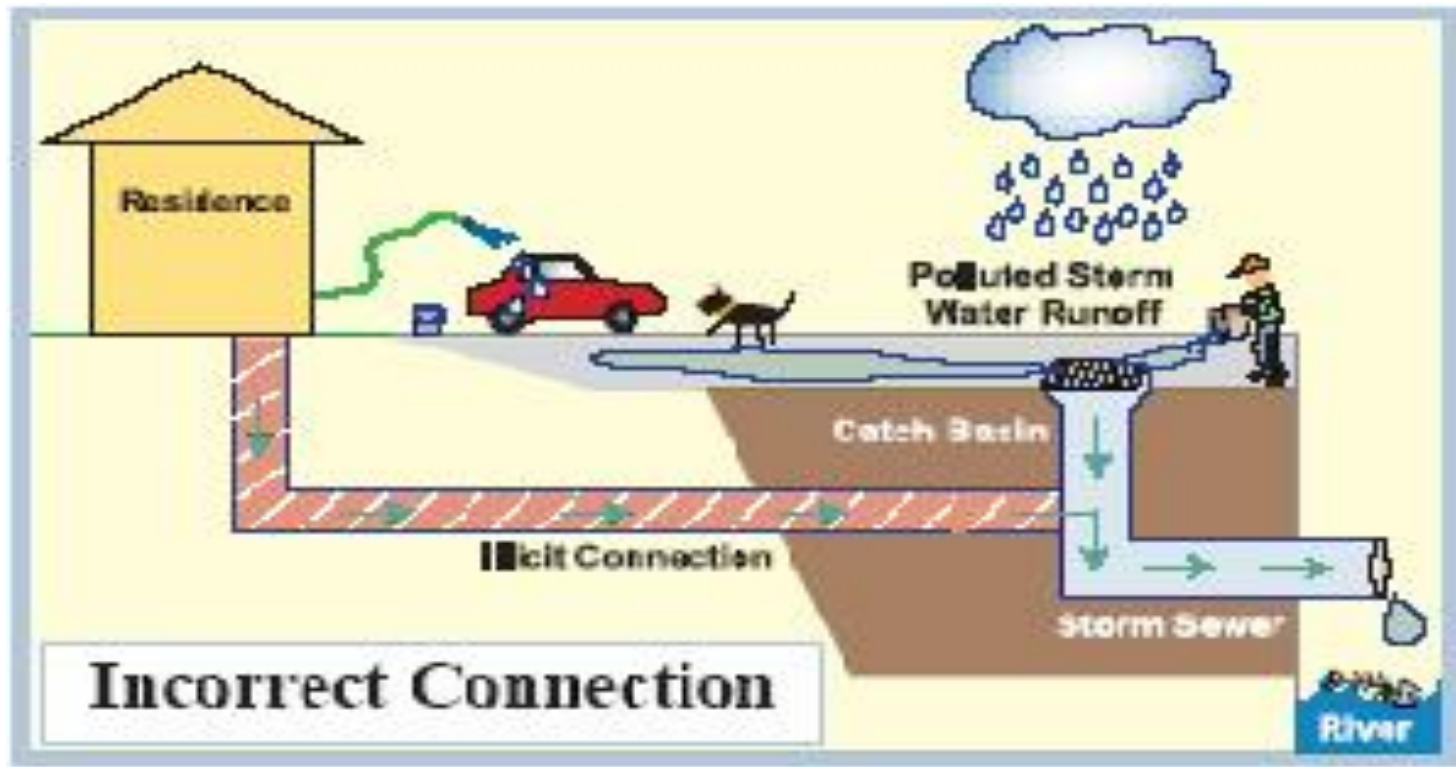 Residence
Polluted Storm
Water Runoff
Catch Basin
Illicit Connection
Storm Sewer
Incorrect Connection
River